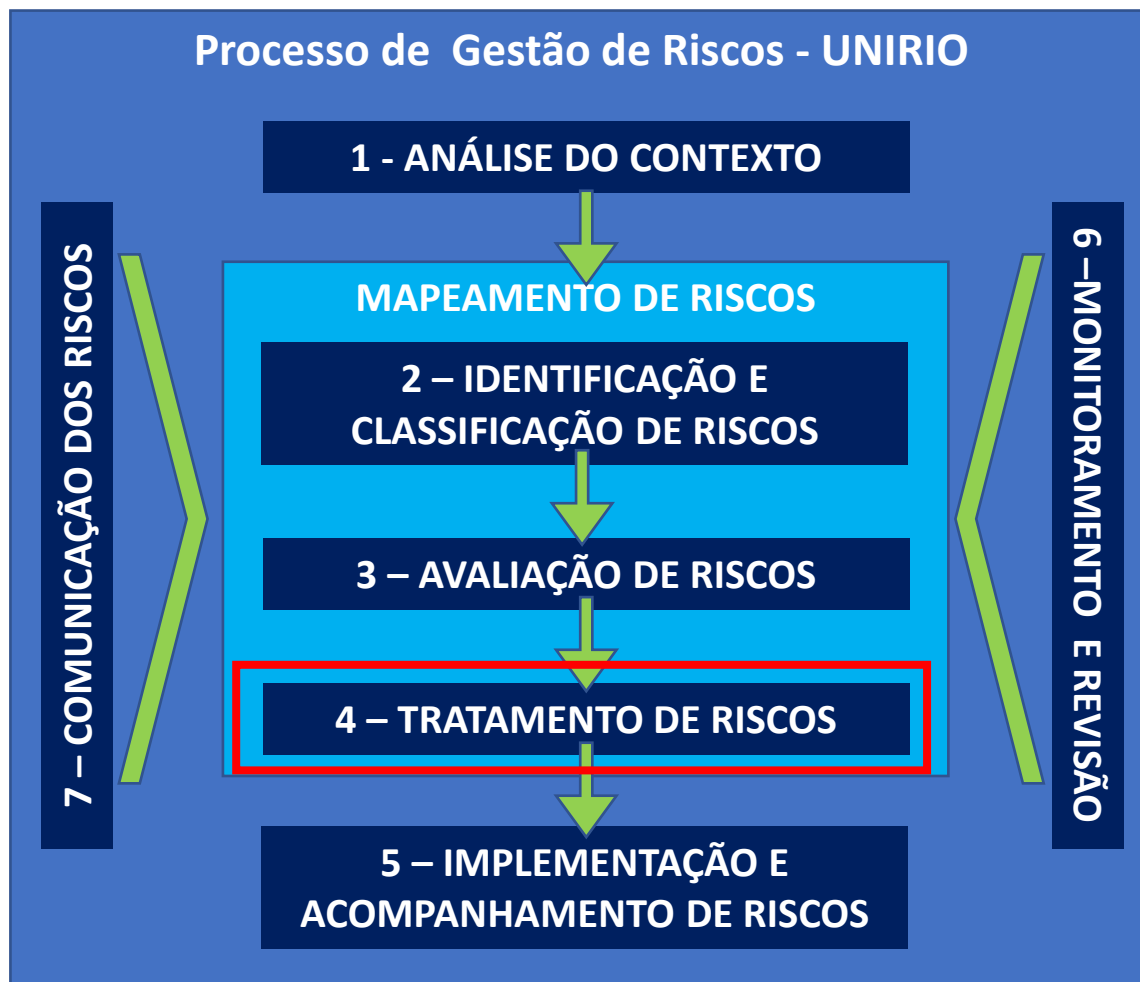 Processo de  Gestão de Riscos - UNIRIO
1 - ANÁLISE DO CONTEXTO
7 – COMUNICAÇÃO DOS RISCOS
MAPEAMENTO DE RISCOS
2 – IDENTIFICAÇÃO E
CLASSIFICAÇÃO DE RISCOS
3 – AVALIAÇÃO DE RISCOS
4 – TRATAMENTO DE RISCOS
5 – IMPLEMENTAÇÃO E
ACOMPANHAMENTO DE RISCOS
6 –MONITORAMENTO  E REVISÃO